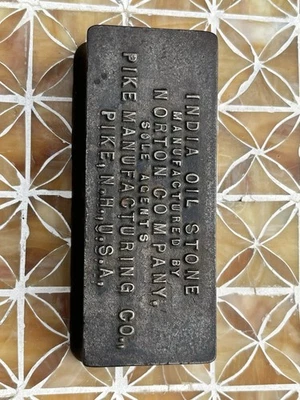 INDIA OIL STONE
MANUFACTURED BY
NORTON COMPANY,
SOLE AGENTS
PIKE MANUFACTURING CO.,
PIKE, N.H., U.S.A.